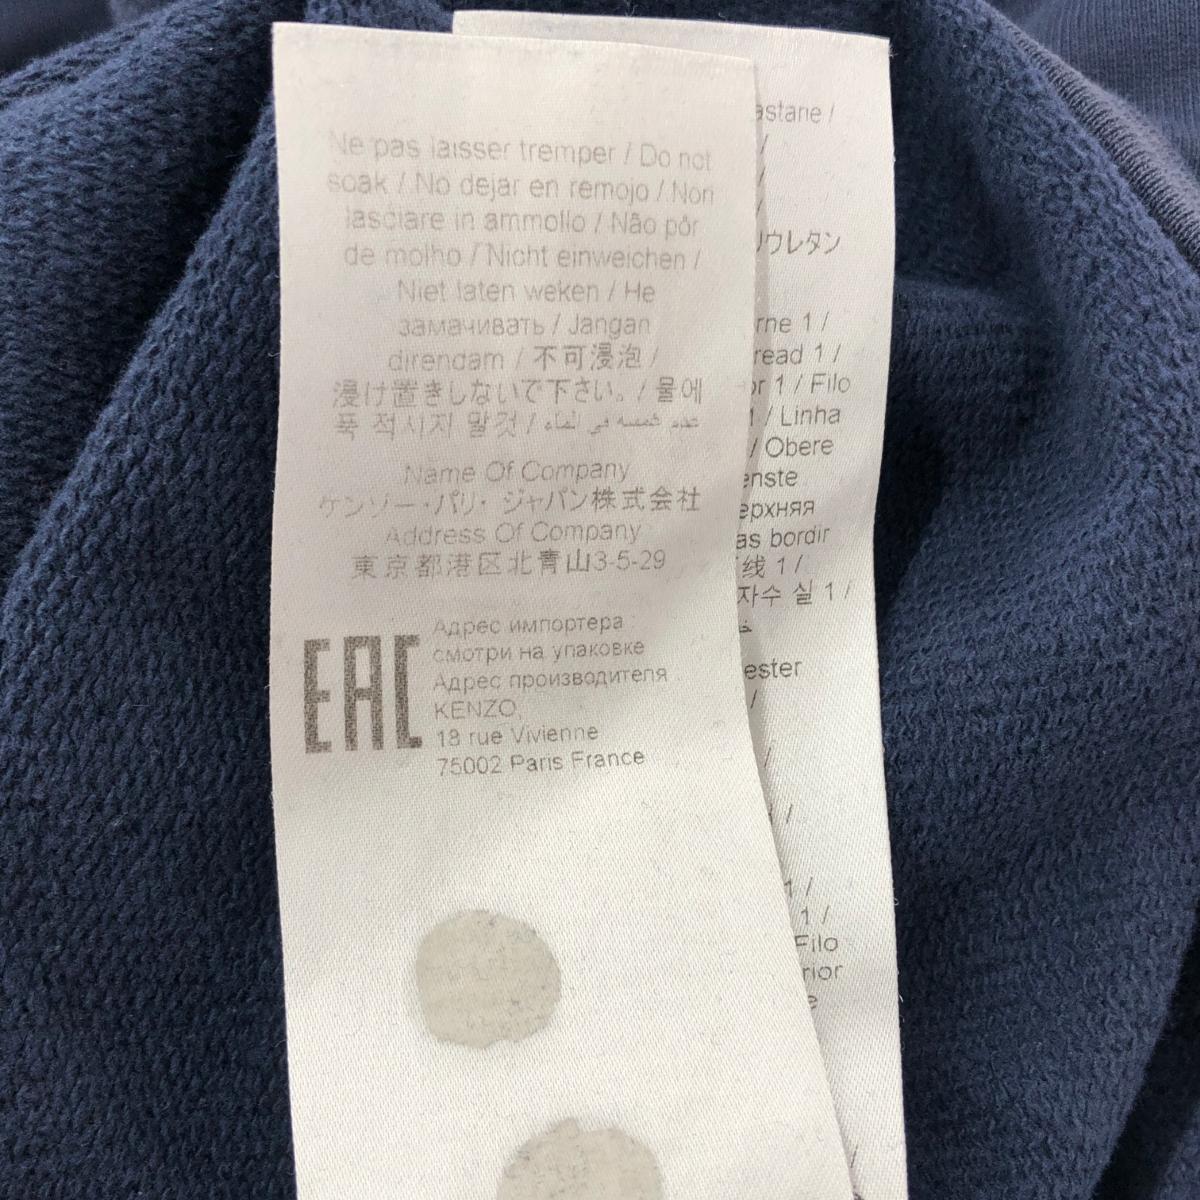 Ne pas laisser tremper / Do not
soak / No dejar en remojo / Non
lasciare in ammollo / Não pôr
de molho / Nicht einweichen /
Niet laten weken / Не
замачивать / Jangan
direndam / 不可浸泡 /
浸け置きしないで下さい。/ 물에
폭 적시지 말것 /
Name Of Company
ケンゾー・パリ・ジャパン株式会社
Address Of Company
東京都港区北青山3-5-29
EAC
Адрес импортера :
смотри на упаковке
Адрес производителя :
KENZO,
18 rue Vivienne
75002 Paris France
astane /
/
/
/
リウレタン
rne 1 /
read 1 /
or 1 / Filo
1 / Linha
/ Obere
enste
ерхняя
as bordir
线 1 /
자수 실 1 /
ester
/
/
/
1 /
1 /
Filo
rior
e